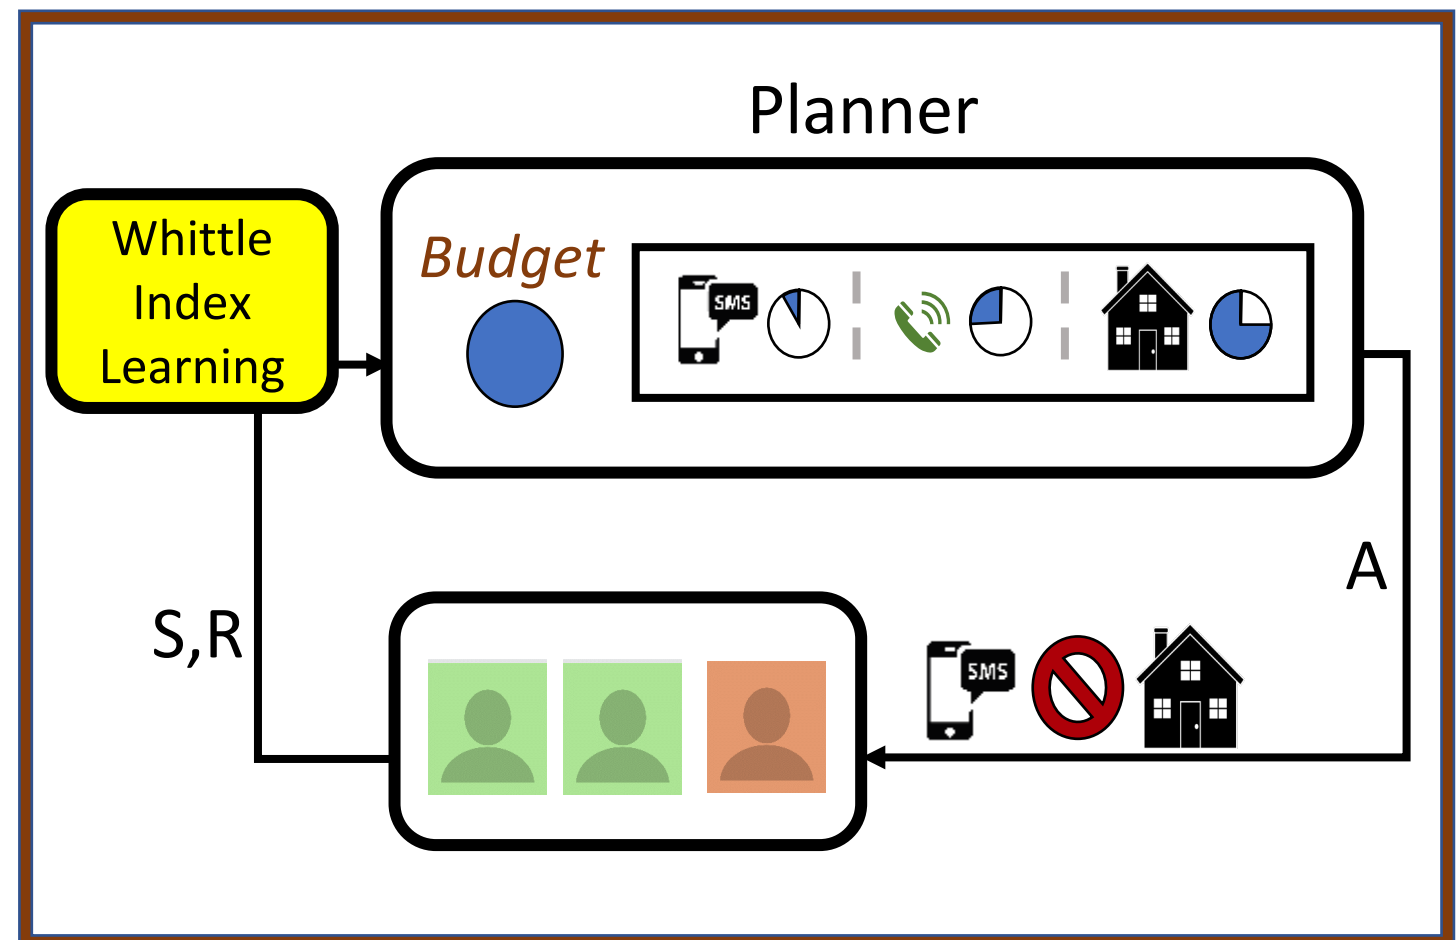 Planner
Whittle
Index
Learning
Budget
SMS
A
S,R
SMS